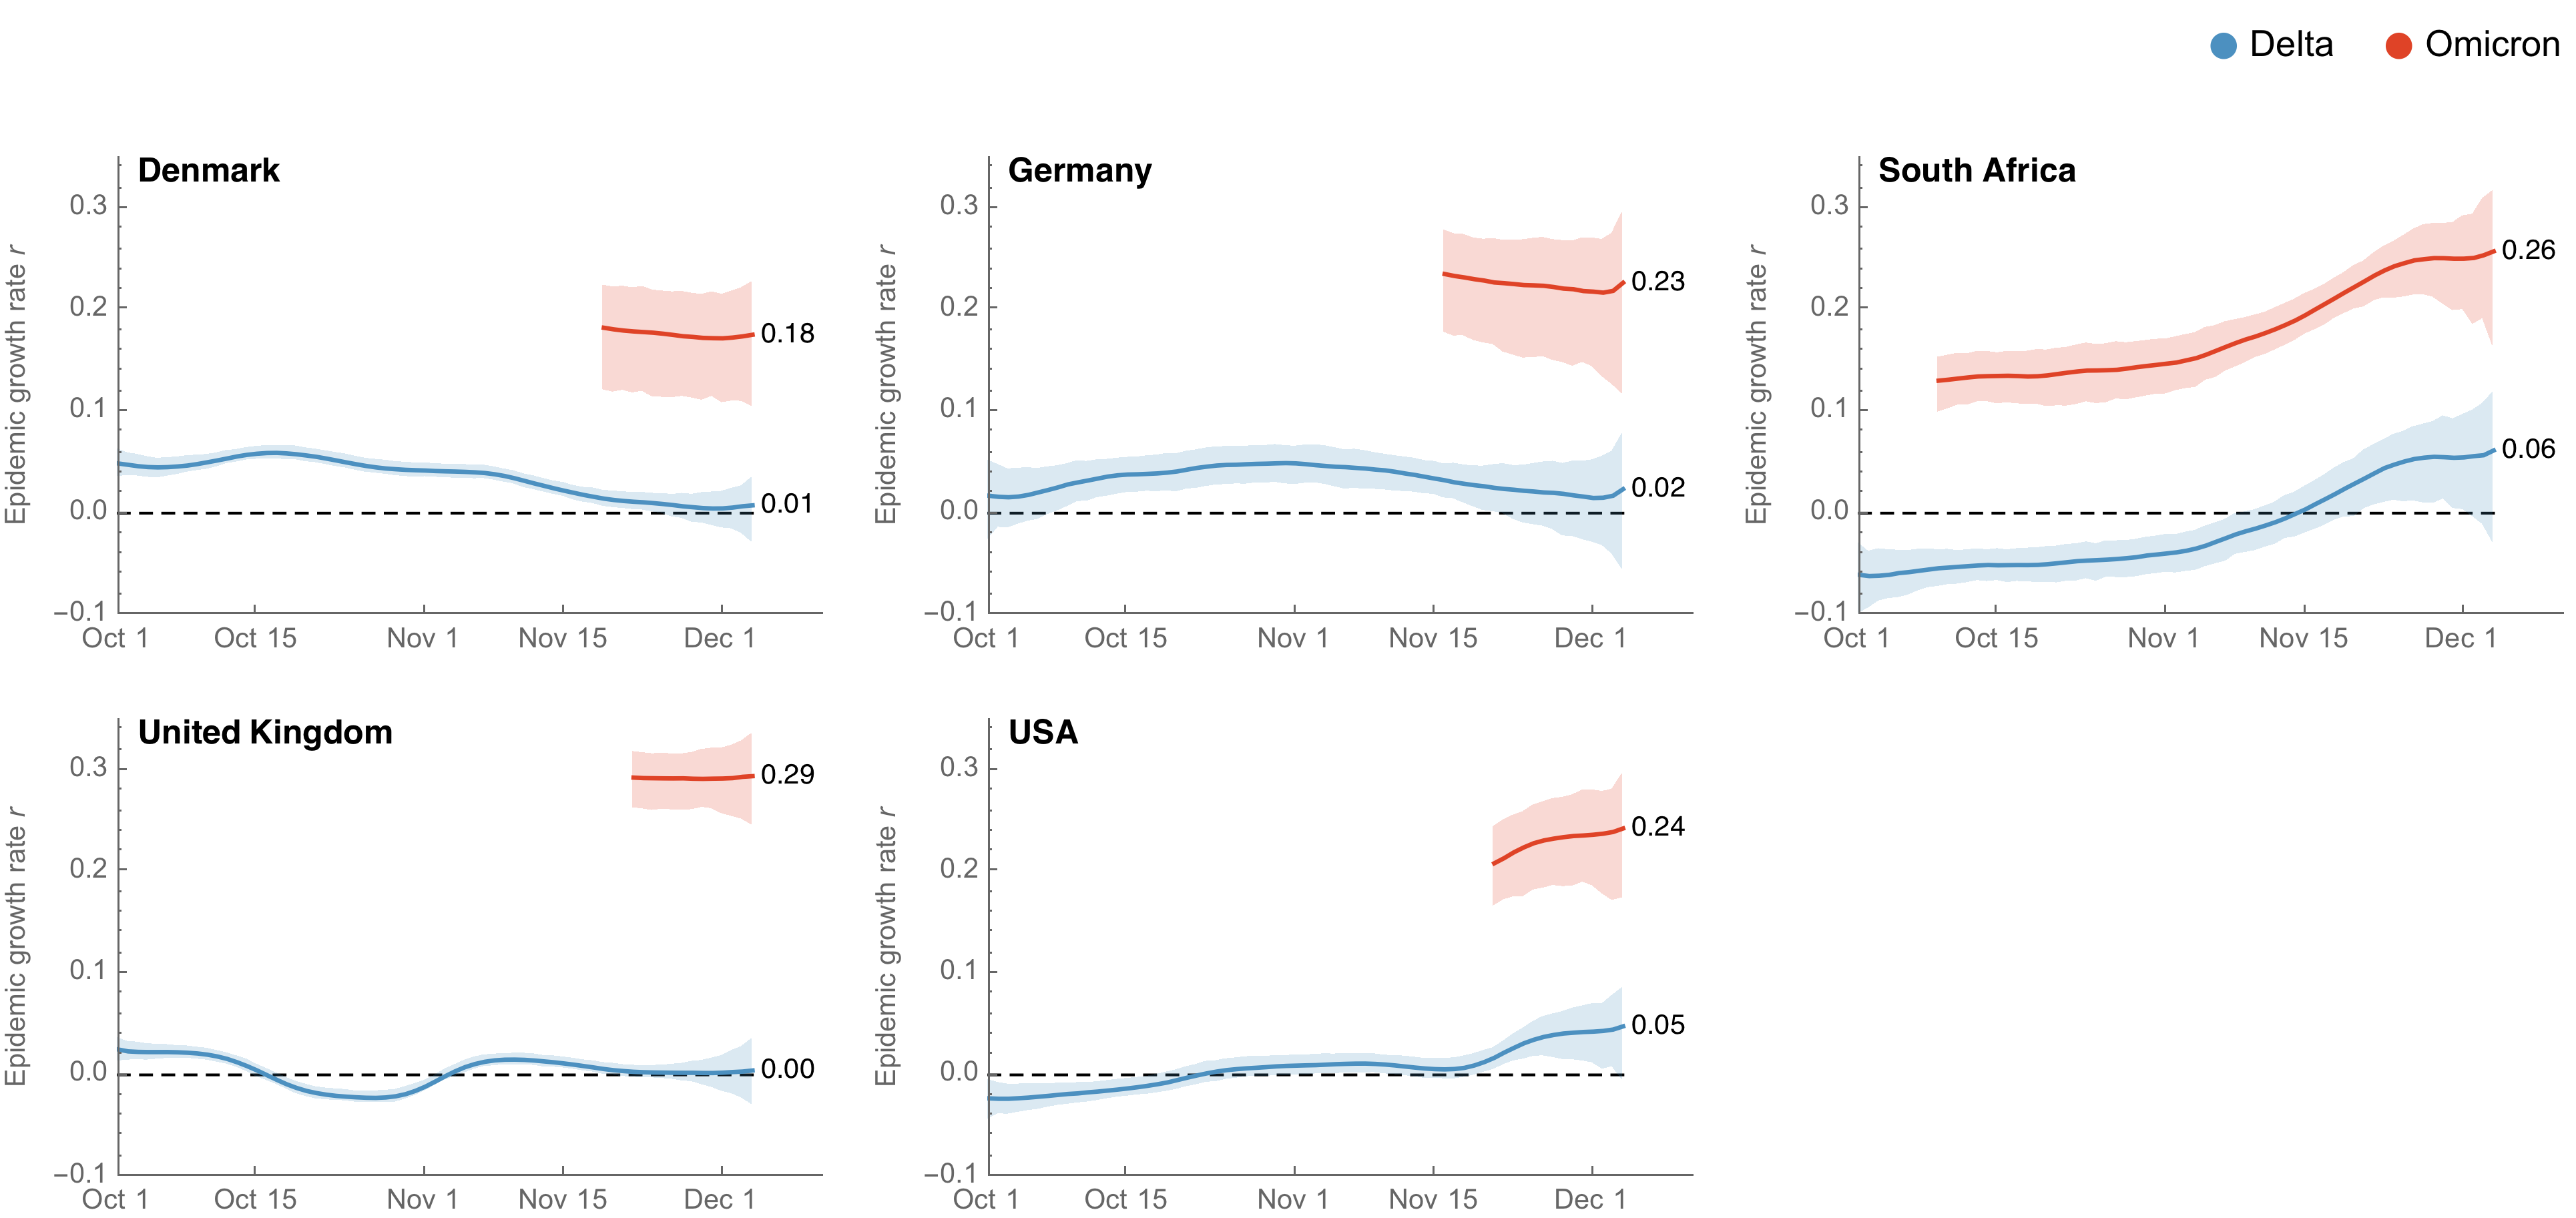 Delta Omicron
Denmark
Epidemic growth rate r
0.3
0.2
0.1
0.0
−0.1
0.18
0.01
Oct 1 Oct 15 Nov 1 Nov 15 Dec 1
Germany
Epidemic growth rate r
0.3
0.2
0.1
0.0
−0.1
0.23
0.02
Oct 1 Oct 15 Nov 1 Nov 15 Dec 1
South Africa
Epidemic growth rate r
0.3
0.2
0.1
0.0
−0.1
0.26
0.06
Oct 1 Oct 15 Nov 1 Nov 15 Dec 1
United Kingdom
Epidemic growth rate r
0.3
0.2
0.1
0.0
−0.1
0.29
0.00
Oct 1 Oct 15 Nov 1 Nov 15 Dec 1
USA
Epidemic growth rate r
0.3
0.2
0.1
0.0
−0.1
0.24
0.05
Oct 1 Oct 15 Nov 1 Nov 15 Dec 1